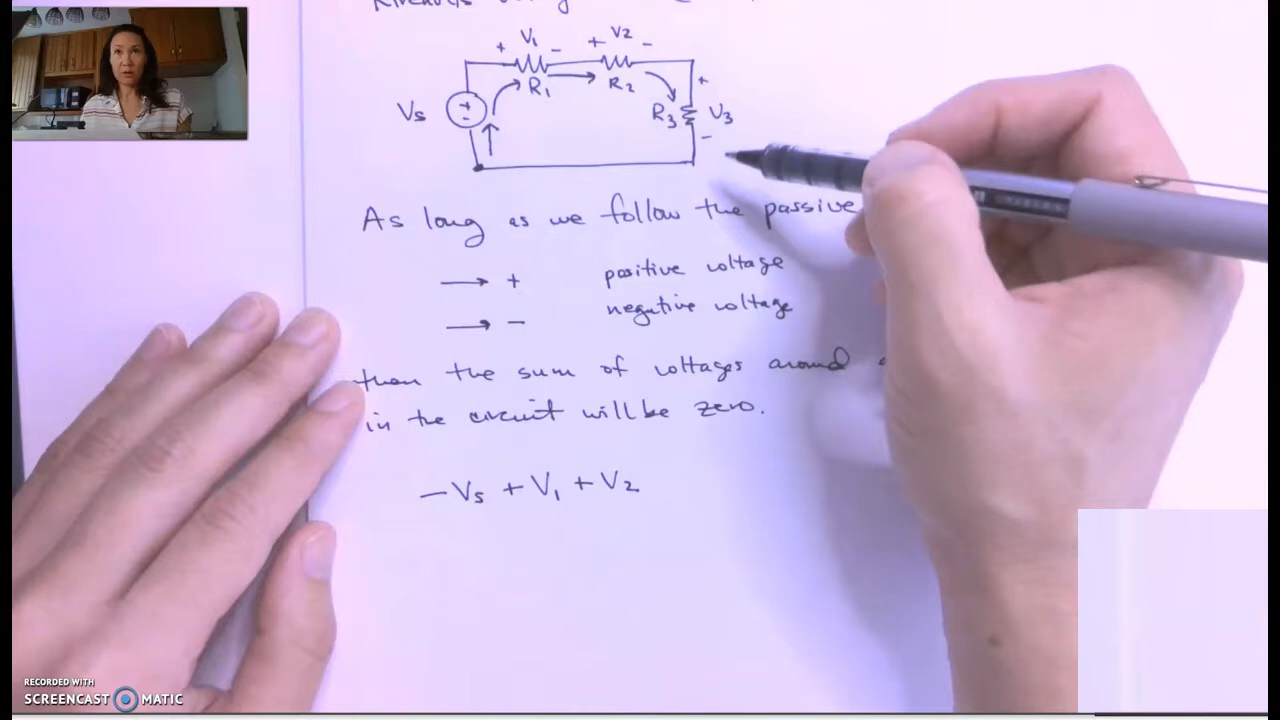 + V1 - + V2 -
R1 R2 +
Vs + - R3 V3
-
As long as we follow the passive
→ + positive voltage
→ - negative voltage
then the sum of voltages around
in the circuit will be zero.
- Vs + V1 + V2
RECORDED WITH
SCREENCAST MATIC